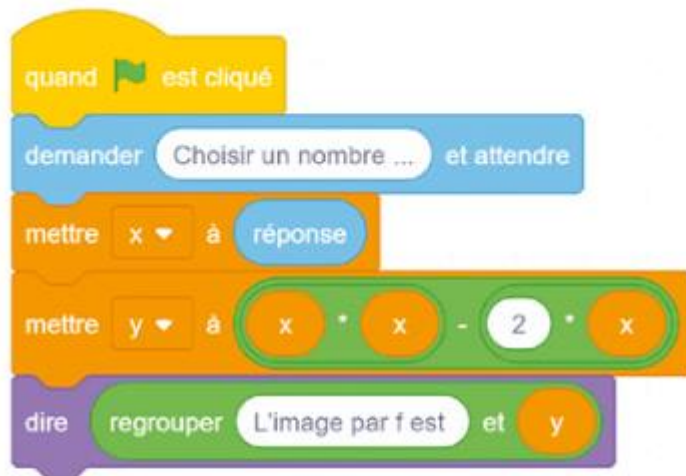 quand est cliqué
demander Choisir un nombre ... et attendre
mettre x à réponse
mettre y à x * x - 2 * x
dire regrouper L'image par f est et y